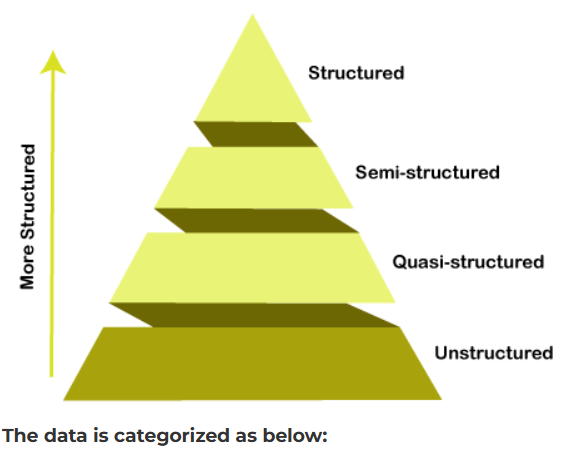 Structured
Semi-structured
More Structured
Quasi-structured
Unstructured
The data is categorized as below: